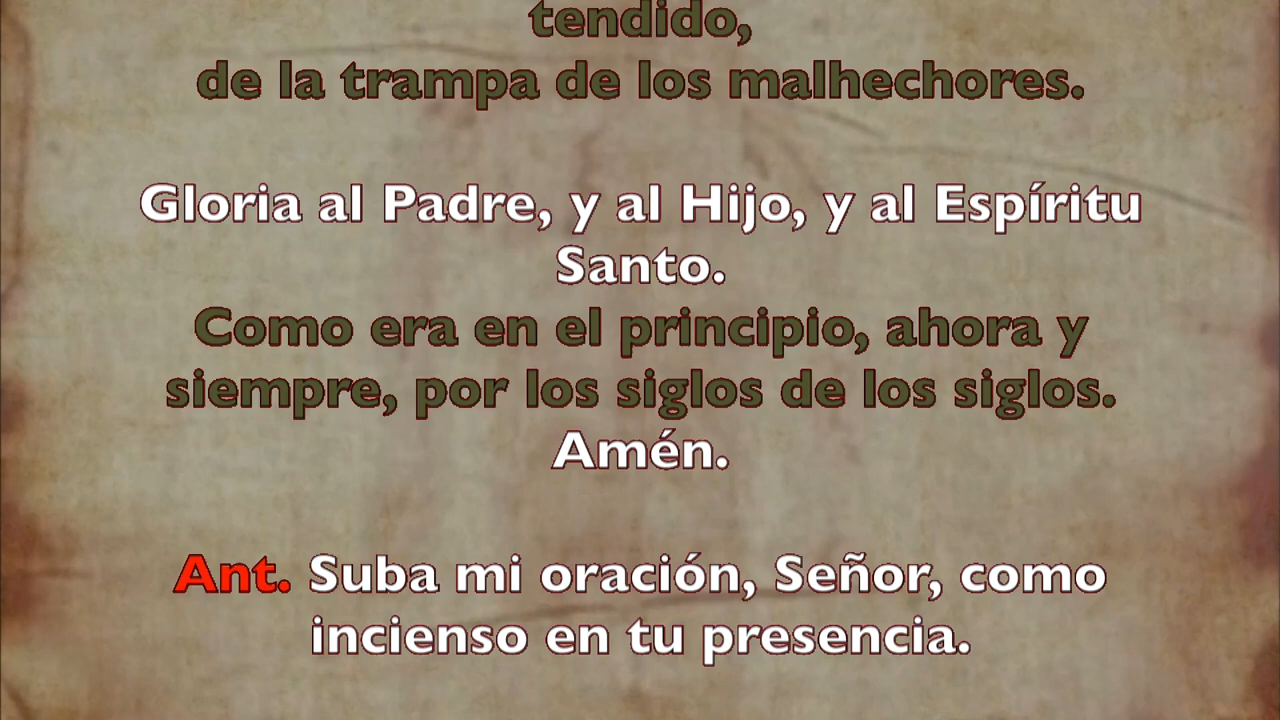 tendido,
de la trampa de los malhechores.
Gloria al Padre, y al Hijo, y al Espíritu
Santo.
Como era en el principio, ahora y
siempre, por los siglos de los siglos.
Amén.
Ant. Suba mi oración, Señor, como
incienso en tu presencia.